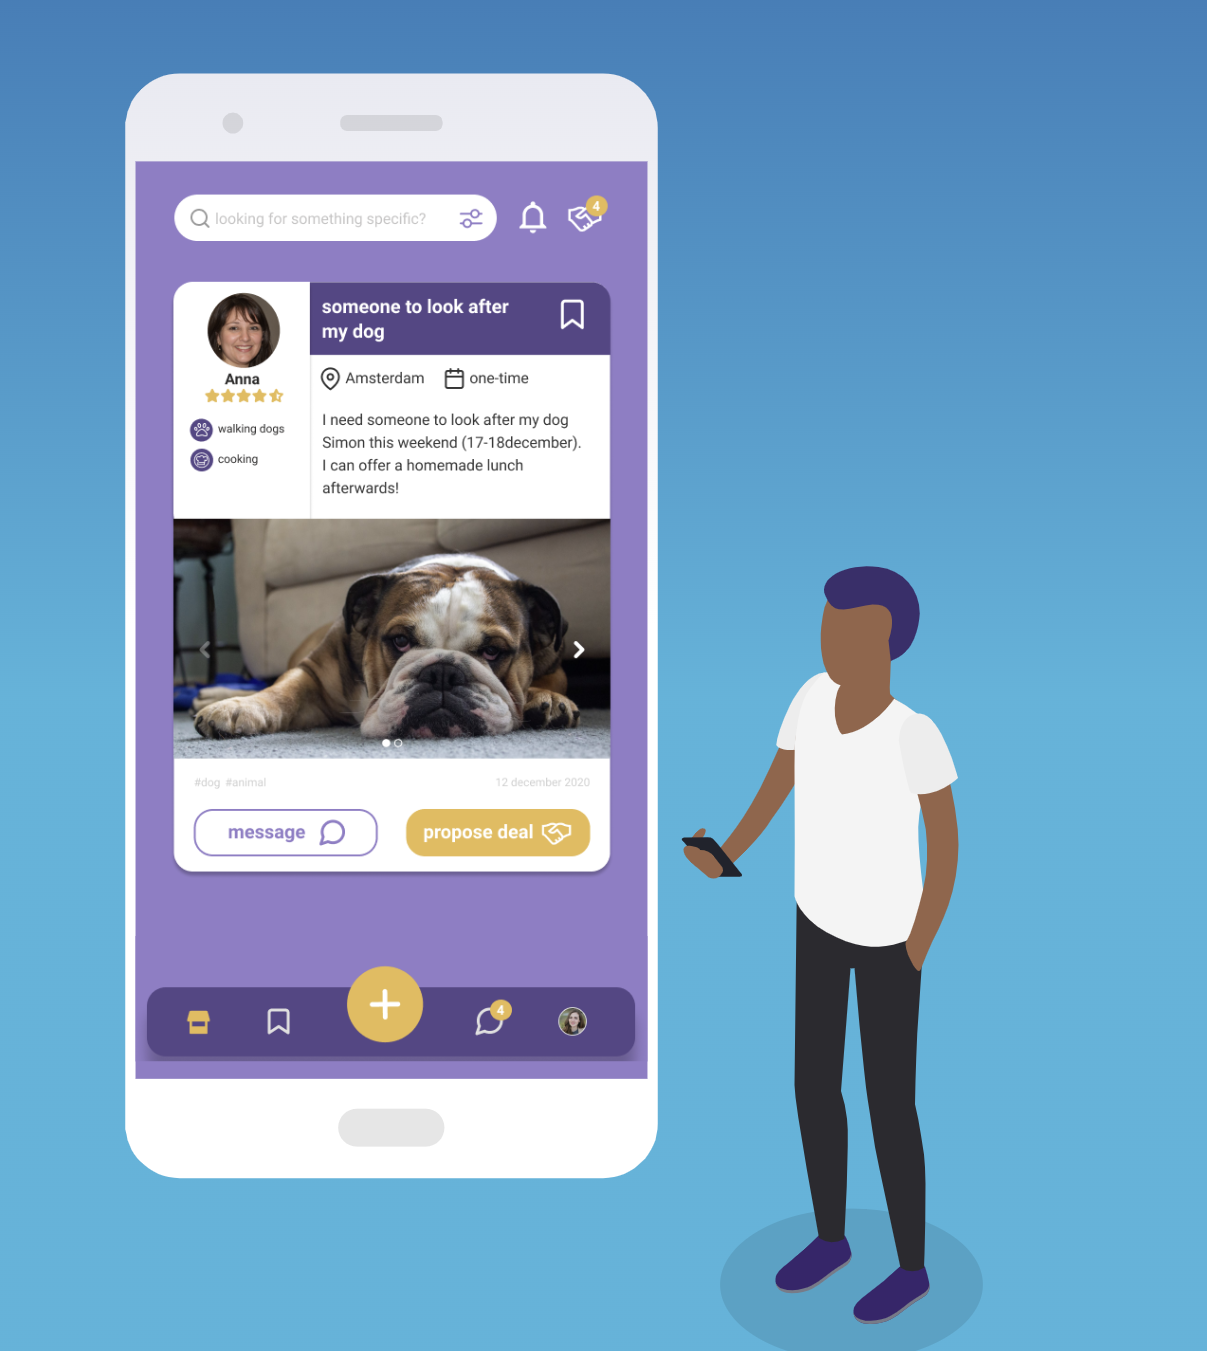 looking for something specific?
4
someone to look after
my dog
Anna
Amsterdam
one-time
walking dogs
cooking
I need someone to look after my dog
Simon this weekend (17-18december).
I can offer a homemade lunch
afterwards!
#dog #animal
12 december 2020
message
propose deal
4